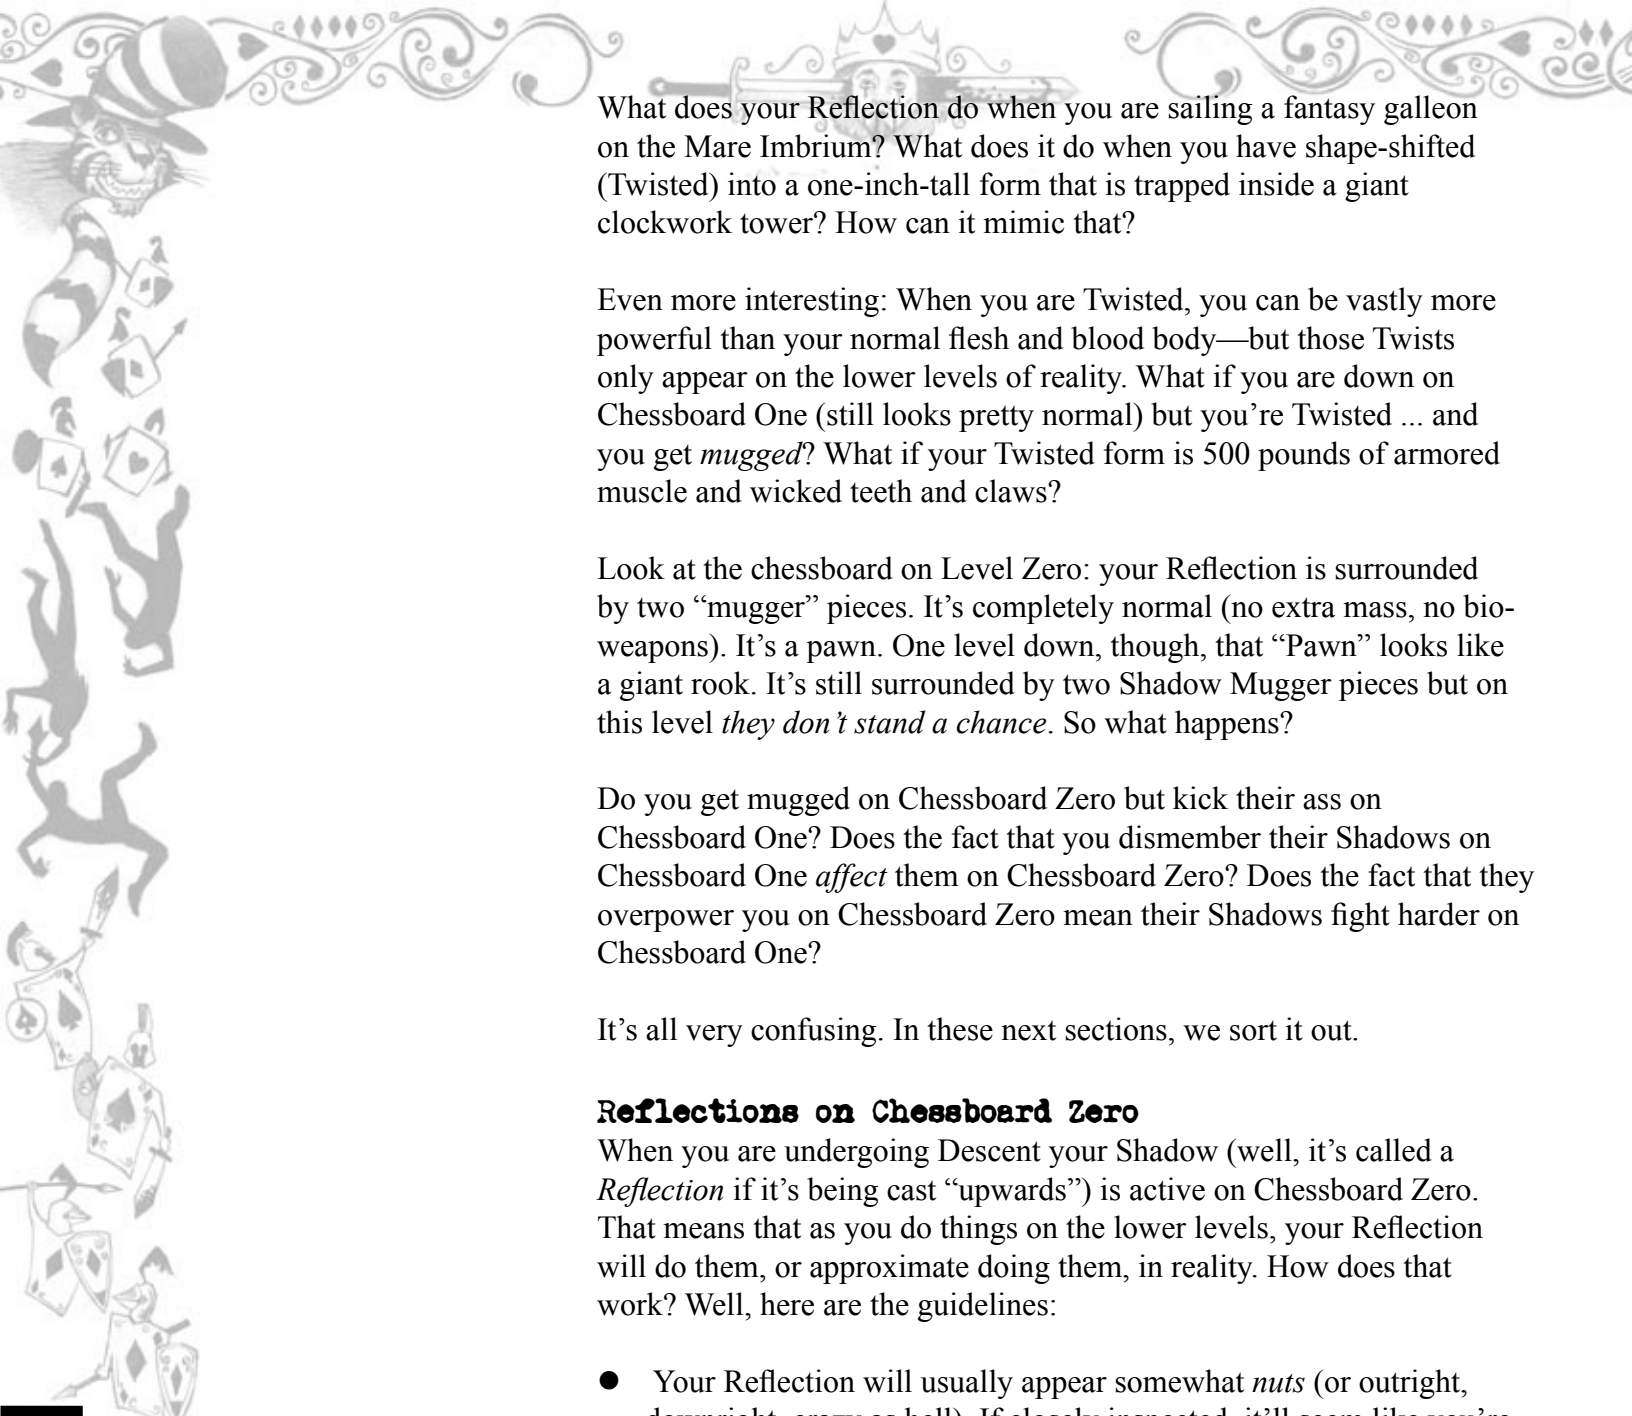 What does your Reflection do when you are sailing a fantasy galleon
on the Mare Imbrium? What does it do when you have shape-shifted
(Twisted) into a one-inch-tall form that is trapped inside a giant
clockwork tower? How can it mimic that?
Even more interesting: When you are Twisted, you can be vastly more
powerful than your normal flesh and blood body—but those Twists
only appear on the lower levels of reality. What if you are down on
Chessboard One (still looks pretty normal) but you’re Twisted ... and
you get mugged? What if your Twisted form is 500 pounds of armored
muscle and wicked teeth and claws?
Look at the chessboard on Level Zero: your Reflection is surrounded
by two “mugger” pieces. It’s completely normal (no extra mass, no bio-
weapons). It’s a pawn. One level down, though, that “Pawn” looks like
a giant rook. It’s still surrounded by two Shadow Mugger pieces but on
this level they don’t stand a chance. So what happens?
Do you get mugged on Chessboard Zero but kick their ass on
Chessboard One? Does the fact that you dismember their Shadows on
Chessboard One affect them on Chessboard Zero? Does the fact that they
overpower you on Chessboard Zero mean their Shadows fight harder on
Chessboard One?
It’s all very confusing. In these next sections, we sort it out.
Reflections on Chessboard Zero
When you are undergoing Descent your Shadow (well, it’s called a
Reflection if it’s being cast “upwards”) is active on Chessboard Zero.
That means that as you do things on the lower levels, your Reflection
will do them, or approximate doing them, in reality. How does that
work? Well, here are the guidelines:
● Your Reflection will usually appear somewhat nuts (or outright,
downright, crazy as hell). If closely inspected, it’ll seem like you’re